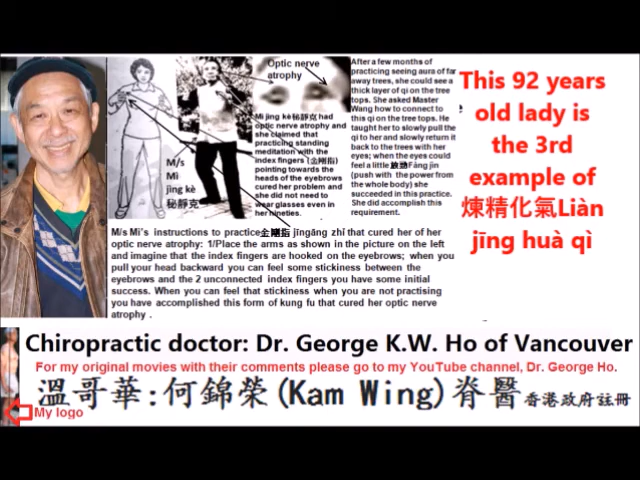 Optic nerve
atrophy
M/s
Mì
jìng kè
秘靜克
Mì jìng kè秘靜克 had
optic nerve atrophy and
she claimed that
practicing standing
meditation with the
index fingers (金剛指)
pointing towards the
heads of the eyebrows
cured her problem and
she did not need to
wear glasses even in
her nineties.
After a few months of
practicing seeing aura of far
away trees, she could see a
thick layer of qi on the tree
tops. She asked Master
Wang how to connect to
this qi on the tree tops. He
taught her to slowly pull the
qi to her and slowly return it
back to the trees with her
eyes; when the eyes could
feel a little Fàng jìn
(push with the power from
the whole body) she
succeeded in this practice.
She did accomplish this
requirement.
This 92 years
old lady is
the 3rd
example of
煉精化氣Liàn
jīng huà qì
M/s Mi's instructions to practice金剛指 jīngāng zhǐ that cured her of her
optic nerve atrophy: 1/Place the arms as shown in the picture on the left
and imagine that the index fingers are hooked on the eyebrows; when you
pull your head backward you can feel some stickiness between the
eyebrows and the 2 unconnected index fingers you have some initial
success. When you can feel that stickiness when you are not practising
you have accomplished this form of kung fu that cured her optic nerve
atrophy .
Chiropractic doctor: Dr. George K.W. Ho of Vancouver
For my original movies with their comments please go to my YouTube channel, Dr. George Ho.
溫哥華:何錦榮(Kam Wing)脊醫香港政府註冊
My logo